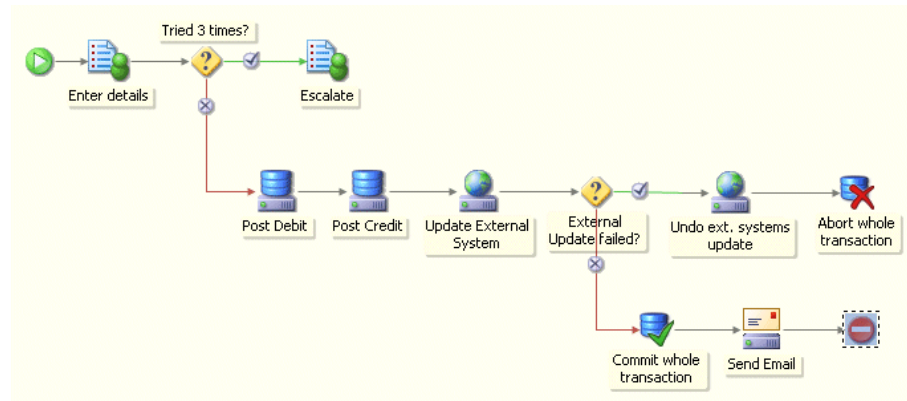 Tried 3 times?
Enter details
Escalate
Post Debit
Post Credit
Update External
System
External
Update failed?
Undo ext. systems
update
Abort whole
transaction
Commit whole
transaction
Send Email